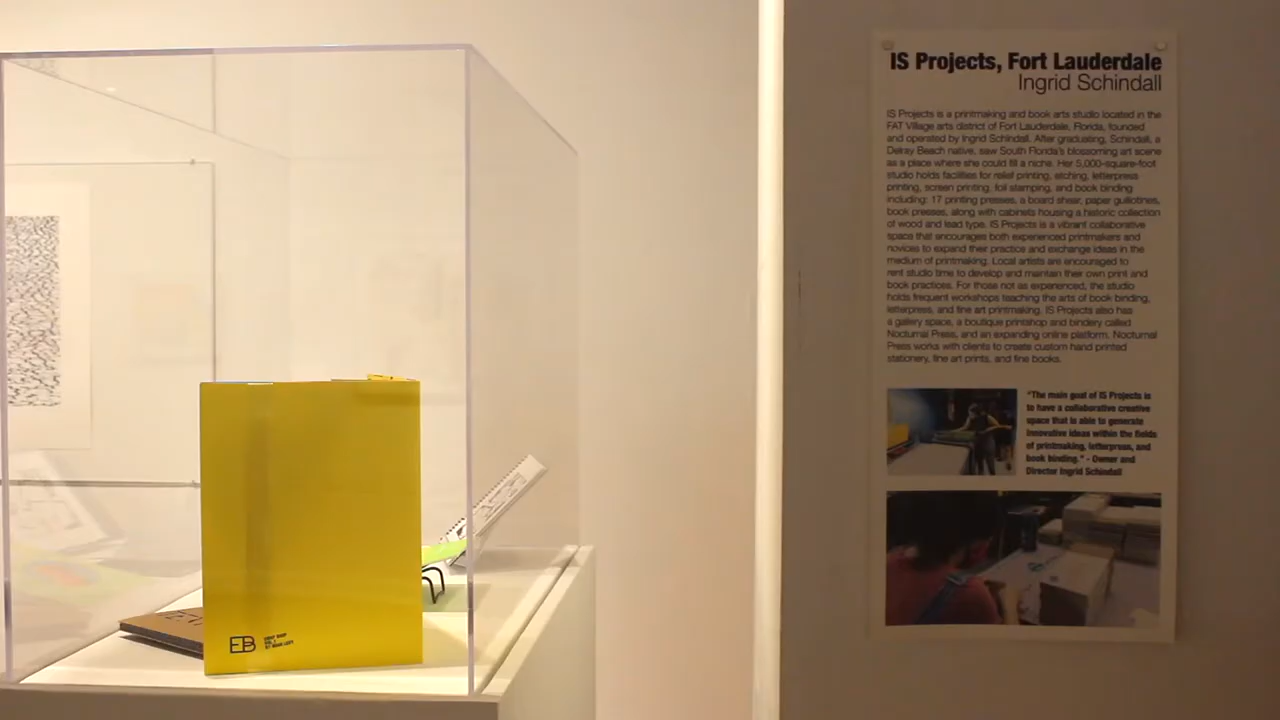 IS Projects, Fort Lauderdale
Ingrid Schindall
IS Projects is a printmaking and book arts studio located in the
FAT Village arts district of Fort Lauderdale, Florida, founded
and operated by Ingrid Schindall. After graduating, Schindall, a
Delray Beach native, saw South Florida's blossoming art scene
as a place where she could fill a niche. Her 5,000-square-foot
studio holds facilities for relief printing, etching, letterpress
printing, screen printing, foil stamping, and book binding
including: 17 printing presses, a board shear, paper guillotines,
book presses, along with cabinets housing a historic collection
of wood and lead type. IS Projects is a vibrant collaborative
space that encourages both experienced printmakers and
novices to expand their practice and exchange ideas in the
medium of printmaking. Local artists are encouraged to
rent studio time to develop and maintain their own print and
book practices. For those not as experienced, the studio
holds frequent workshops teaching the arts of book binding,
letterpress, and fine art printmaking. IS Projects also has
a gallery space, a boutique printshop and bindery called
Nocturnal Press, and an expanding online platform. Nocturnal
Press works with clients to create custom hand printed
stationery, fine art prints, and fine books.
"The main goal of IS Projects is
to have a collaborative creative
space that is able to generate
innovative ideas within the fields
of printmaking, letterpress, and
book binding." - Owner and
Director Ingrid Schindall
EB